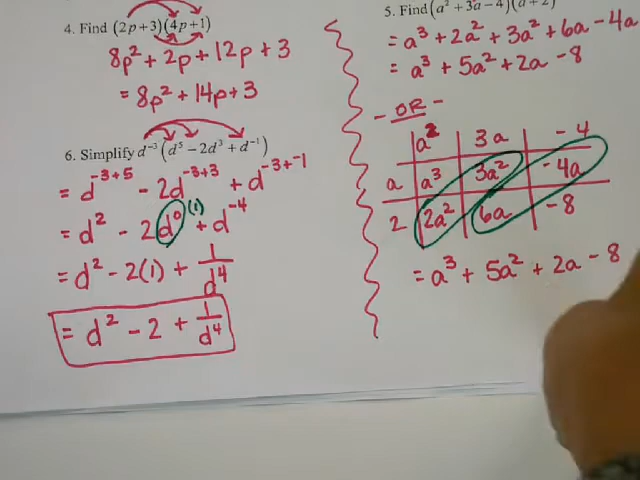 4. Find (2p+3)(4p+1)
8p² + 2p + 12p + 3
= 8p² + 14p + 3
6. Simplify d⁻³(d⁵ − 2d³ + d⁻¹)
= d⁻³⁺⁵ − 2d⁻³⁺³ + d⁻³⁺⁻¹
= d² − 2d⁰ (1) + d⁻⁴
= d² − 2(1) + 1/d⁴
= d² − 2 + 1/d⁴
5. Find (a² + 3a − 4)(a + 2)
= a³ + 2a² + 3a² + 6a − 4a
= a³ + 5a² + 2a − 8
- OR -
a² 3a − 4
a a³ 3a² − 4a
2 2a² 6a − 8
= a³ + 5a² + 2a − 8